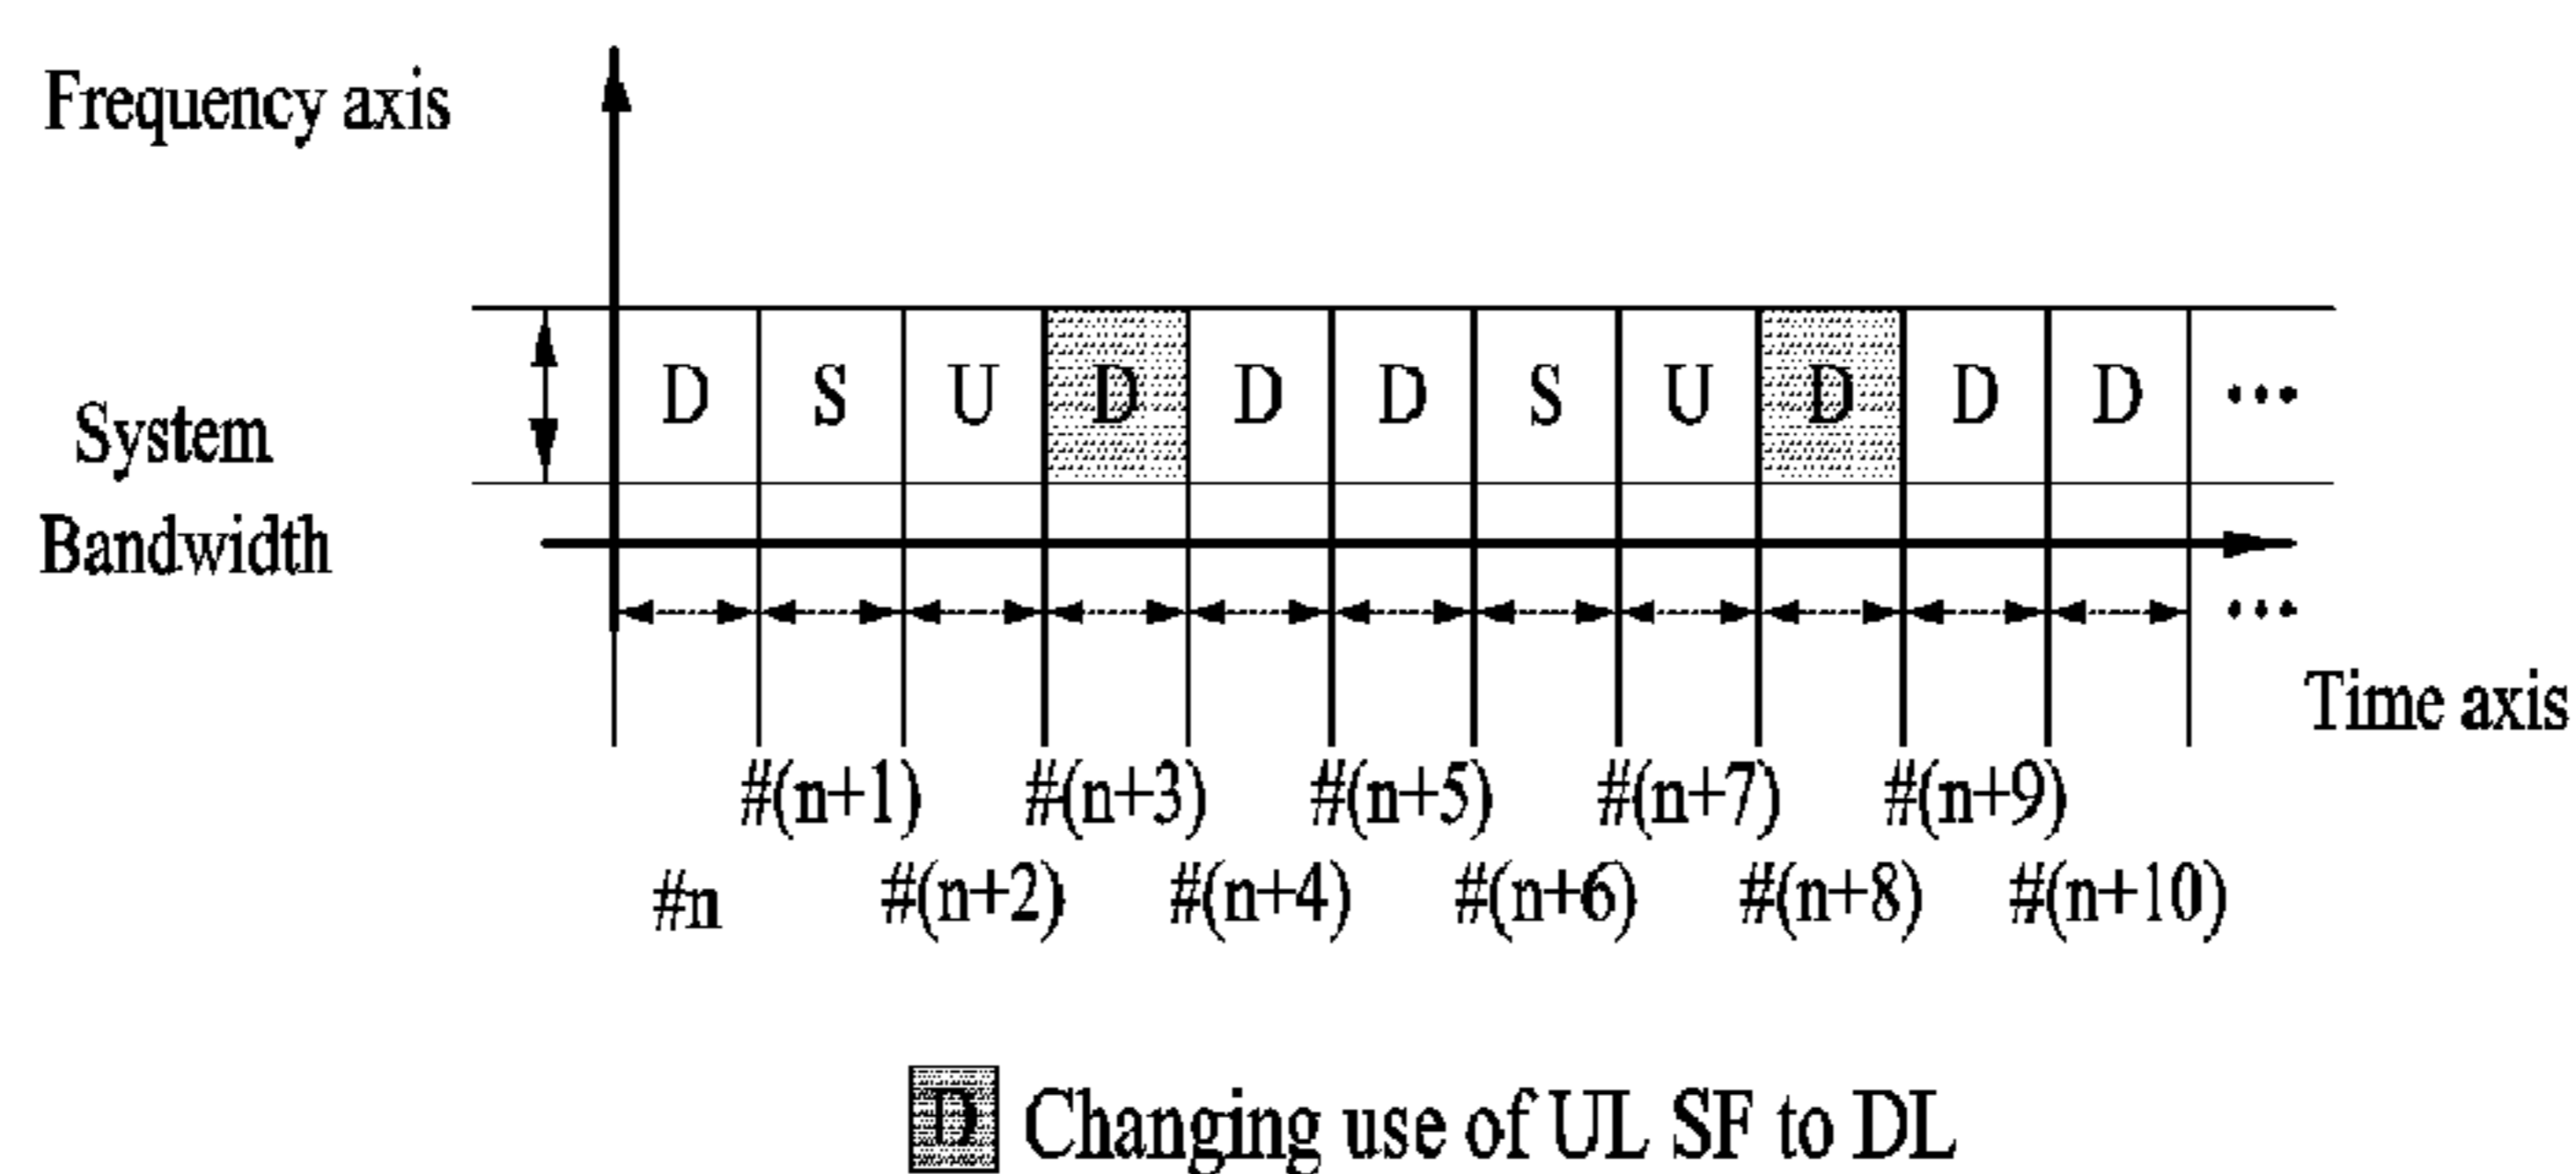 Frequency axis
System
Bandwidth
D S U D D D S U D D D ...
...
Time axis
#(n+1) #(n+3) #(n+5) #(n+7) #(n+9)
#n #(n+2) #(n+4) #(n+6) #(n+8) #(n+10)
D Changing use of UL SF to DL